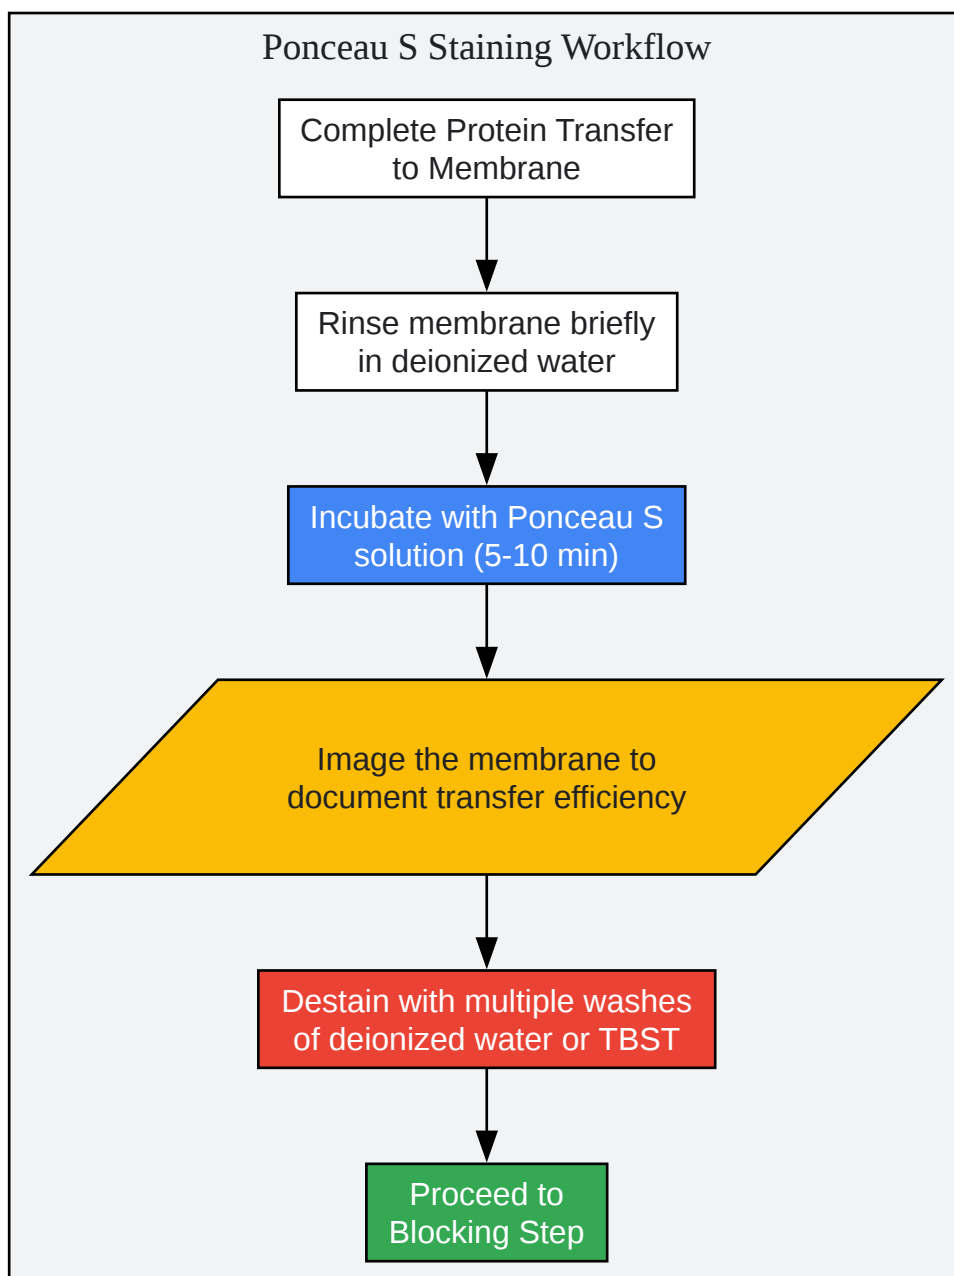 Ponceau S Staining Workflow
Complete Protein Transfer
to Membrane
Rinse membrane briefly
in deionized water
Incubate with Ponceau S
solution (5-10 min)
Image the membrane to
document transfer efficiency
Destain with multiple washes
of deionized water or TBST
Proceed to
Blocking Step